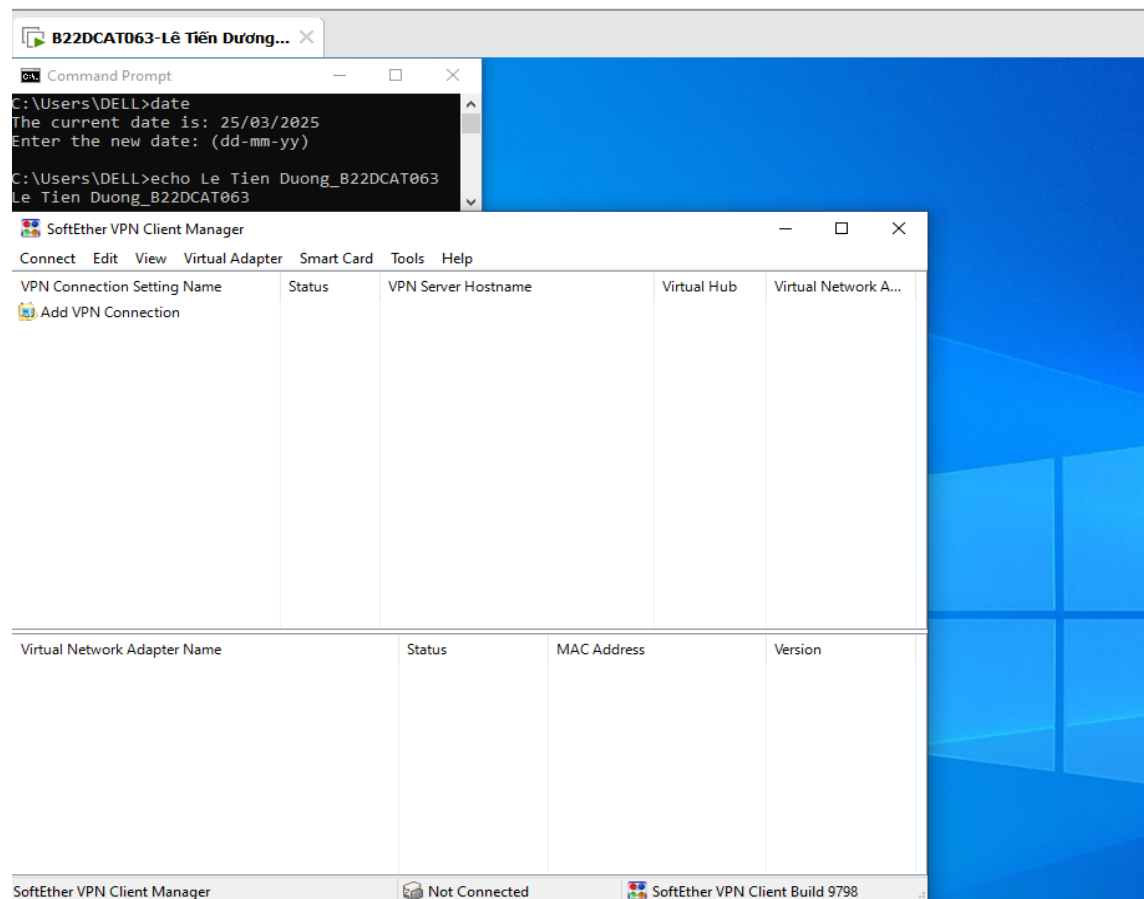 B22DCAT063-Lê Tiến Dương...
Command Prompt
C:\Users\DELL>date
The current date is: 25/03/2025
Enter the new date: (dd-mm-yy)
C:\Users\DELL>echo Le Tien Duong_B22DCAT063
Le Tien Duong_B22DCAT063
SoftEther VPN Client Manager
Connect Edit View Virtual Adapter Smart Card Tools Help
VPN Connection Setting Name Status VPN Server Hostname Virtual Hub Virtual Network A...
Add VPN Connection
Virtual Network Adapter Name Status MAC Address Version
SoftEther VPN Client Manager Not Connected SoftEther VPN Client Build 9798